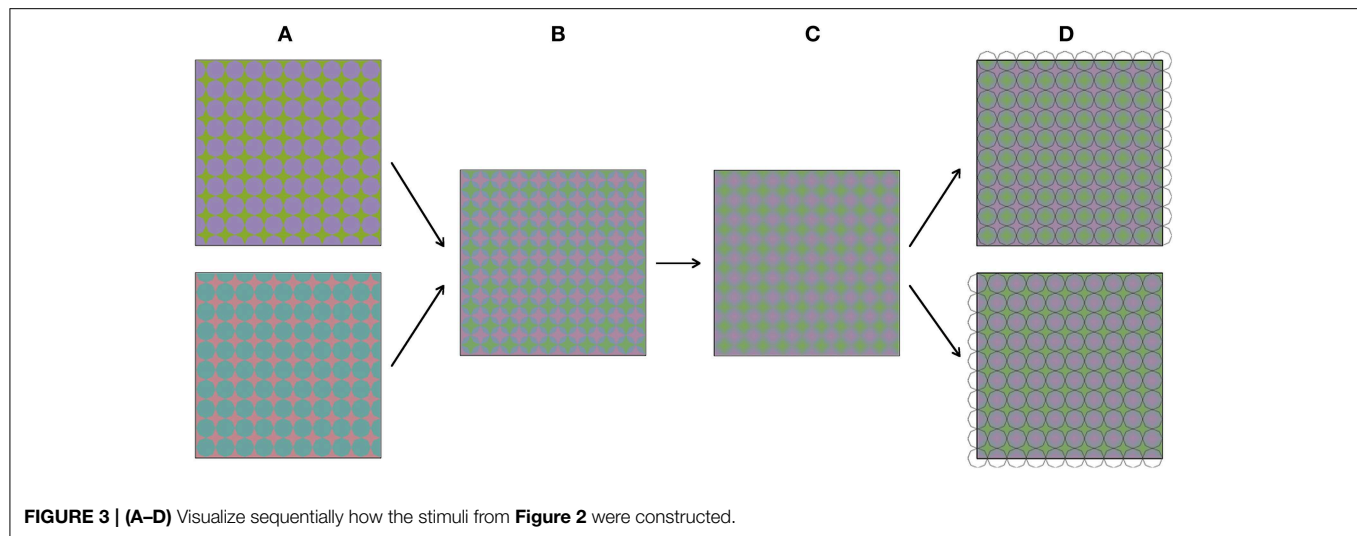 A B C D
FIGURE 3 | (A–D) Visualize sequentially how the stimuli from Figure 2 were constructed.